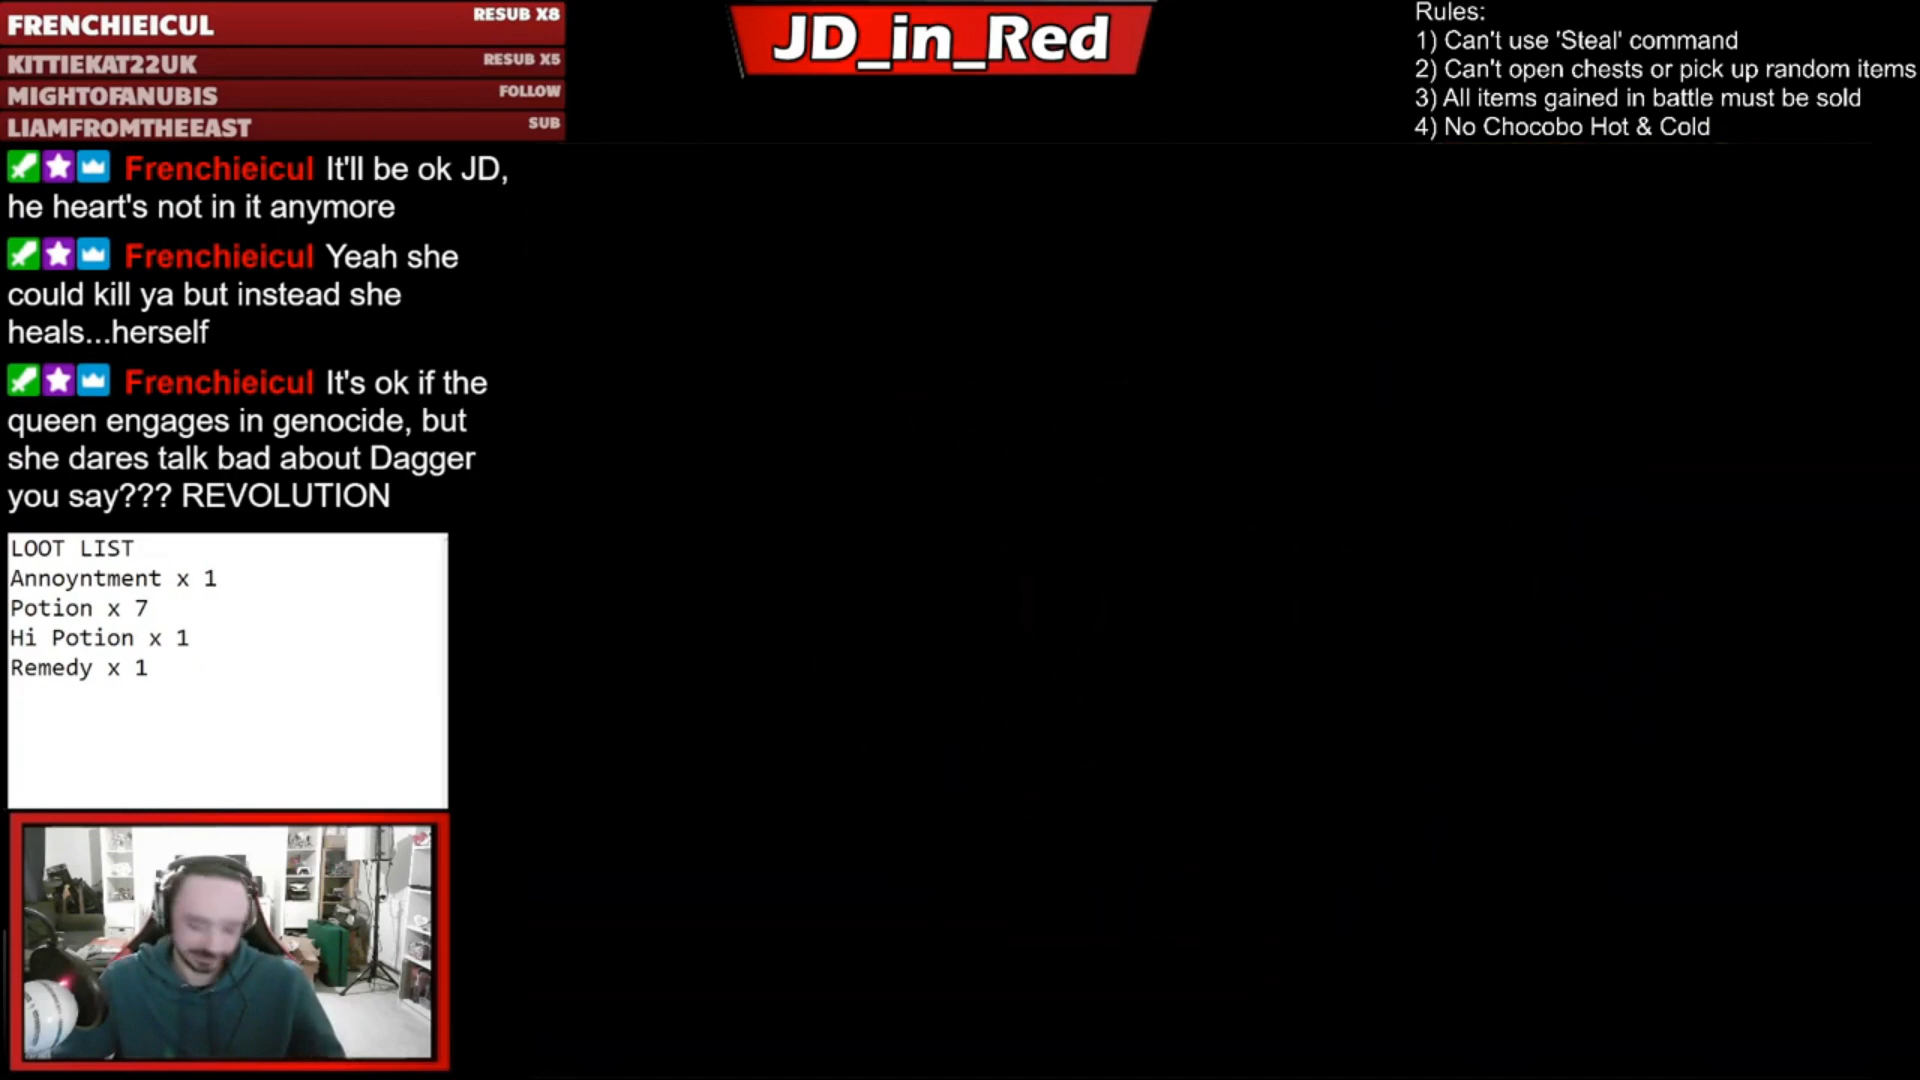 FRENCHIEICUL RESUB X8
KITTIEKAT22UK RESUB X5
MIGHTOFANUBIS FOLLOW
LIAMFROMTHEEAST SUB
JD_in_Red
Rules:
1) Can't use 'Steal' command
2) Can't open chests or pick up random items
3) All items gained in battle must be sold
4) No Chocobo Hot & Cold
Frenchieicul It'll be ok JD,
he heart's not in it anymore
Frenchieicul Yeah she
could kill ya but instead she
heals...herself
Frenchieicul It's ok if the
queen engages in genocide, but
she dares talk bad about Dagger
you say??? REVOLUTION
LOOT LIST
Annoyntment x 1
Potion x 7
Hi Potion x 1
Remedy x 1